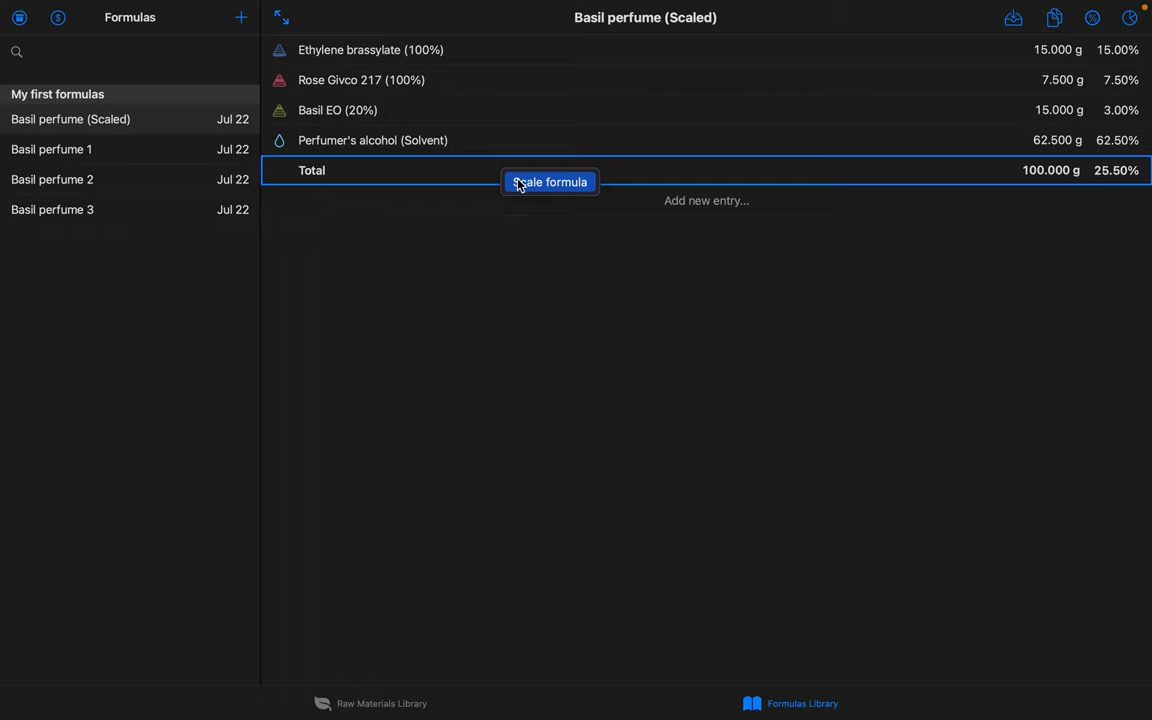 Formulas
Basil perfume (Scaled)
My first formulas
Basil perfume (Scaled) Jul 22
Basil perfume 1 Jul 22
Basil perfume 2 Jul 22
Basil perfume 3 Jul 22
Ethylene brassylate (100%) 15.000 g 15.00%
Rose Givco 217 (100%) 7.500 g 7.50%
Basil EO (20%) 15.000 g 3.00%
Perfumer's alcohol (Solvent) 62.500 g 62.50%
Total 100.000 g 25.50%
Scale formula
Add new entry...
Raw Materials Library
Formulas Library